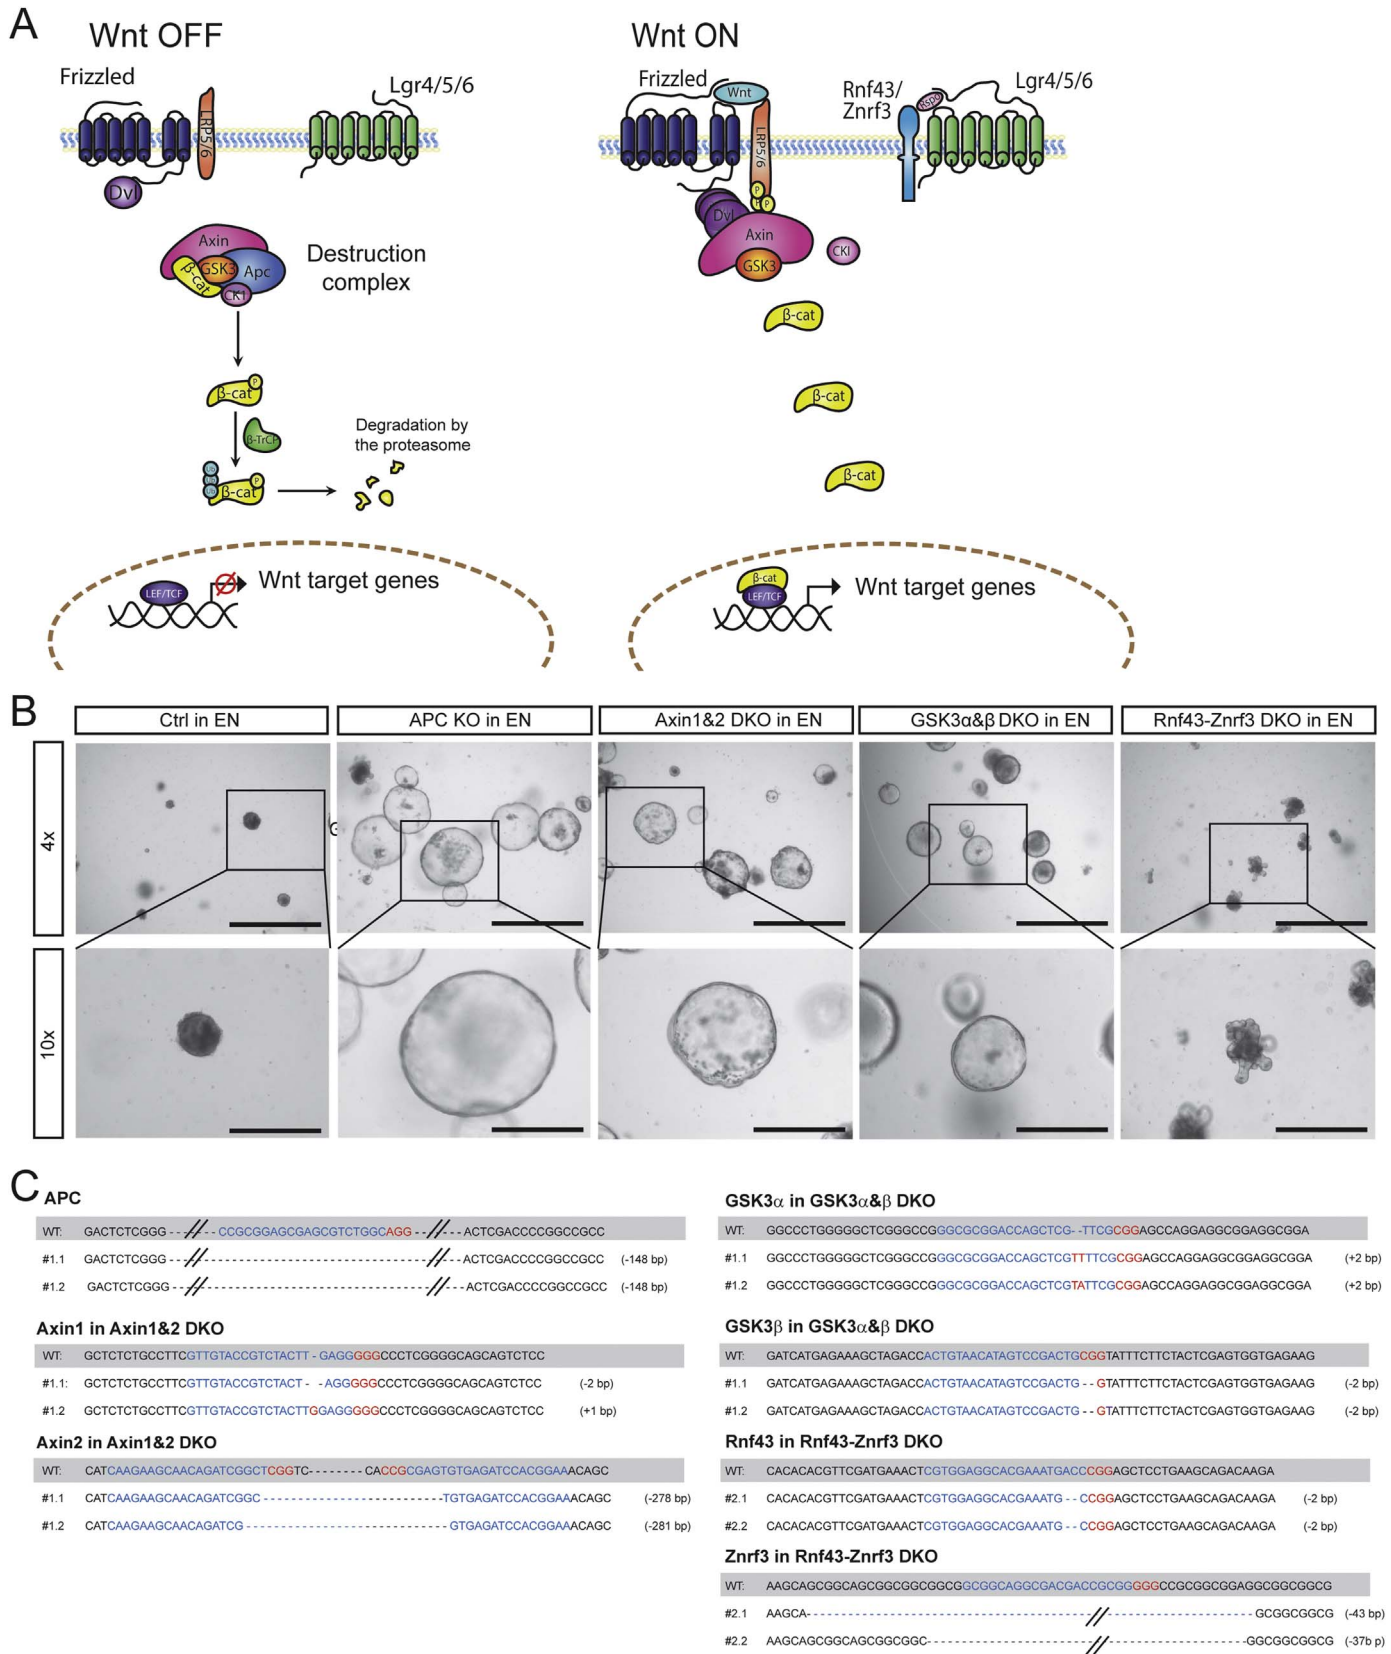 A
Wnt OFF
Wnt ON
Frizzled
Lgr4/5/6
LRP5/6
Dvl
Axin
GSK3
β-cat
Apc
CK1
Destruction
complex
β-cat
P
β-TrCP
Ub
Ub
Ub
β-cat
P
Degradation by
the proteasome
LEF/TCF
Wnt target genes
Frizzled
Wnt
LRP5/6
Rnf43/
Znrf3
Rspo
Lgr4/5/6
P
P
P
Dvl
Axin
GSK3
CKI
β-cat
β-cat
β-cat
β-cat
LEF/TCF
Wnt target genes
B
Ctrl in EN
APC KO in EN
Axin1&2 DKO in EN
GSK3α&β DKO in EN
Rnf43-Znrf3 DKO in EN
4x
10x
C
APC
WT: GACTCTCGGG-----//----CCGCGGAGCGAGCGTCTGGCAGG---//----ACTCGACCCCGGCCGCC
#1.1 GACTCTCGGG----//--------------------//----ACTCGACCCCGGCCGCC (-148 bp)
#1.2 GACTCTCGGG---//--------------------//----ACTCGACCCCGGCCGCC (-148 bp)
Axin1 in Axin1&2 DKO
WT: GCTCTCTGCCTTCGTTGTACCGTCTACTT-GAGGGGGCCCTCGGGGCAGCAGTCTCC
#1.1: GCTCTCTGCCTTCGTTGTACCGTCTACT--AGGGGGCCCTCGGGGCAGCAGTCTCC (-2 bp)
#1.2 GCTCTCTGCCTTCGTTGTACCGTCTACTTGGAGGGGGCCCTCGGGGCAGCAGTCTCC (+1 bp)
Axin2 in Axin1&2 DKO
WT: CATCAAGAAGCAACAGATCGGCTCGGTC--------CACCGCGAGTGTGAGATCCACGGAAACAGC
#1.1 CATCAAGAAGCAACAGATCGGC------------------------TGTGAGATCCACGGAAACAGC (-278 bp)
#1.2 CATCAAGAAGCAACAGATCG---------------------------GTGAGATCCACGGAAACAGC (-281 bp)
GSK3α in GSK3α&β DKO
WT: GGCCCTGGGGGCTCGGGCCGGGCGCGGACCAGCTCG--TTCGCGGAGCCAGGAGGCGGAGGCGGA
#1.1 GGCCCTGGGGGCTCGGGCCGGGCGCGGACCAGCTCGTTTTCGCGGAGCCAGGAGGCGGAGGCGGA (+2 bp)
#1.2 GGCCCTGGGGGCTCGGGCCGGGCGCGGACCAGCTCGTATTCGCGGAGCCAGGAGGCGGAGGCGGA (+2 bp)
GSK3β in GSK3α&β DKO
WT: GATCATGAGAAAGCTAGACCACTGTAACATAGTCCGACTGCGGTATTTCTTCTACTCGAGTGGTGAGAAG
#1.1 GATCATGAGAAAGCTAGACCACTGTAACATAGTCCGACTG--GTATTTCTTCTACTCGAGTGGTGAGAAG (-2 bp)
#1.2 GATCATGAGAAAGCTAGACCACTGTAACATAGTCCGACTG--GTATTTCTTCTACTCGAGTGGTGAGAAG (-2 bp)
Rnf43 in Rnf43-Znrf3 DKO
WT: CACACACGTTCGATGAAACTCGTGGAGGCACGAAATGACCCGGAGCTCCTGAAGCAGACAAGA
#2.1 CACACACGTTCGATGAAACTCGTGGAGGCACGAAATG--CCGGAGCTCCTGAAGCAGACAAGA (-2 bp)
#2.2 CACACACGTTCGATGAAACTCGTGGAGGCACGAAATG--CCGGAGCTCCTGAAGCAGACAAGA (-2 bp)
Znrf3 in Rnf43-Znrf3 DKO
WT: AAGCAGCGGCAGCGGCGGCGGCGGCGGCAGGCGACGACCGCGGGGGCCGCGGCGGAGGCGGCGGCG
#2.1 AAGCA------------------------------//-----------------GCGGCGGCG (-43 bp)
#2.2 AAGCAGCGGCAGCGGCGGC----------------//-----------------GGCGGCGGCG (-37b p)